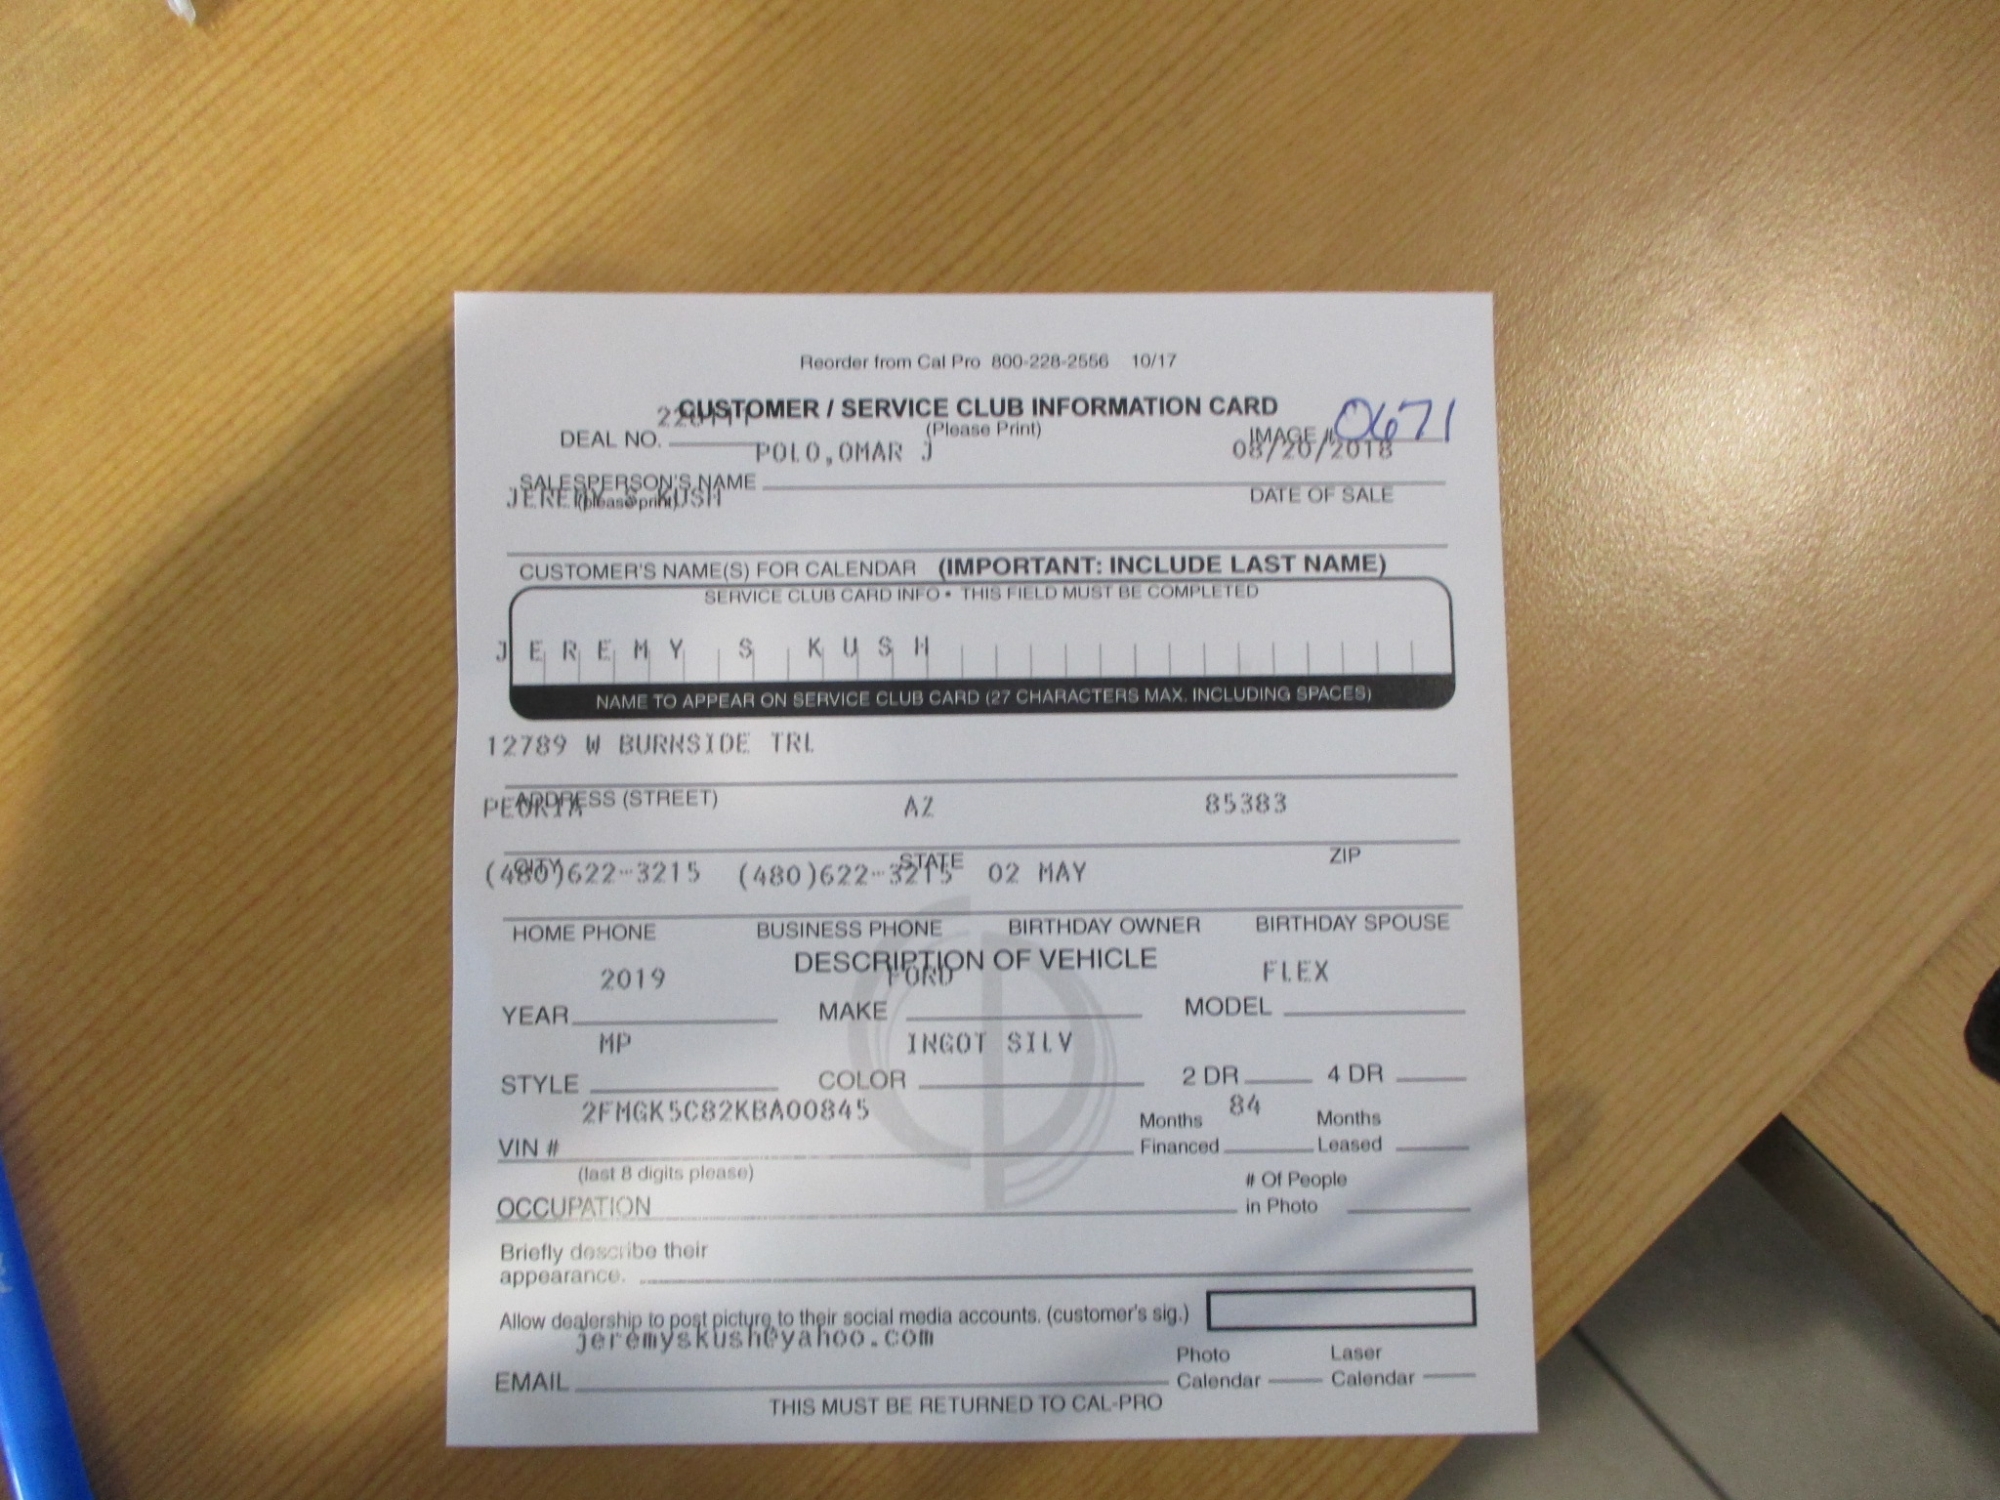 Reorder from Cal Pro 800-228-2556 10/17
CUSTOMER / SERVICE CLUB INFORMATION CARD
(Please Print)
DEAL NO. IMAGE # 0671
POLO,OMAR J 08/20/2018
SALESPERSON'S NAME
(please print) DATE OF SALE
JEREMY S KUSH
CUSTOMER'S NAME(S) FOR CALENDAR (IMPORTANT: INCLUDE LAST NAME)
SERVICE CLUB CARD INFO • THIS FIELD MUST BE COMPLETED
JEREMY S KUSH
NAME TO APPEAR ON SERVICE CLUB CARD (27 CHARACTERS MAX. INCLUDING SPACES)
12789 W BURNSIDE TRL
ADDRESS (STREET)
PEORIA AZ 85383
CITY STATE ZIP
(480)622-3215 (480)622-3215 02 MAY
HOME PHONE BUSINESS PHONE BIRTHDAY OWNER BIRTHDAY SPOUSE
DESCRIPTION OF VEHICLE
2019 FORD FLEX
YEAR MAKE MODEL
MP INGOT SILV
STYLE COLOR 2 DR 4 DR
2FMGK5C82KBA00845 84
VIN # Months Financed Months Leased
(last 8 digits please)
OCCUPATION # Of People in Photo
Briefly describe their
appearance.
Allow dealership to post picture to their social media accounts. (customer's sig.)
jeremyskush@yahoo.com
EMAIL Photo Calendar Laser Calendar
THIS MUST BE RETURNED TO CAL-PRO